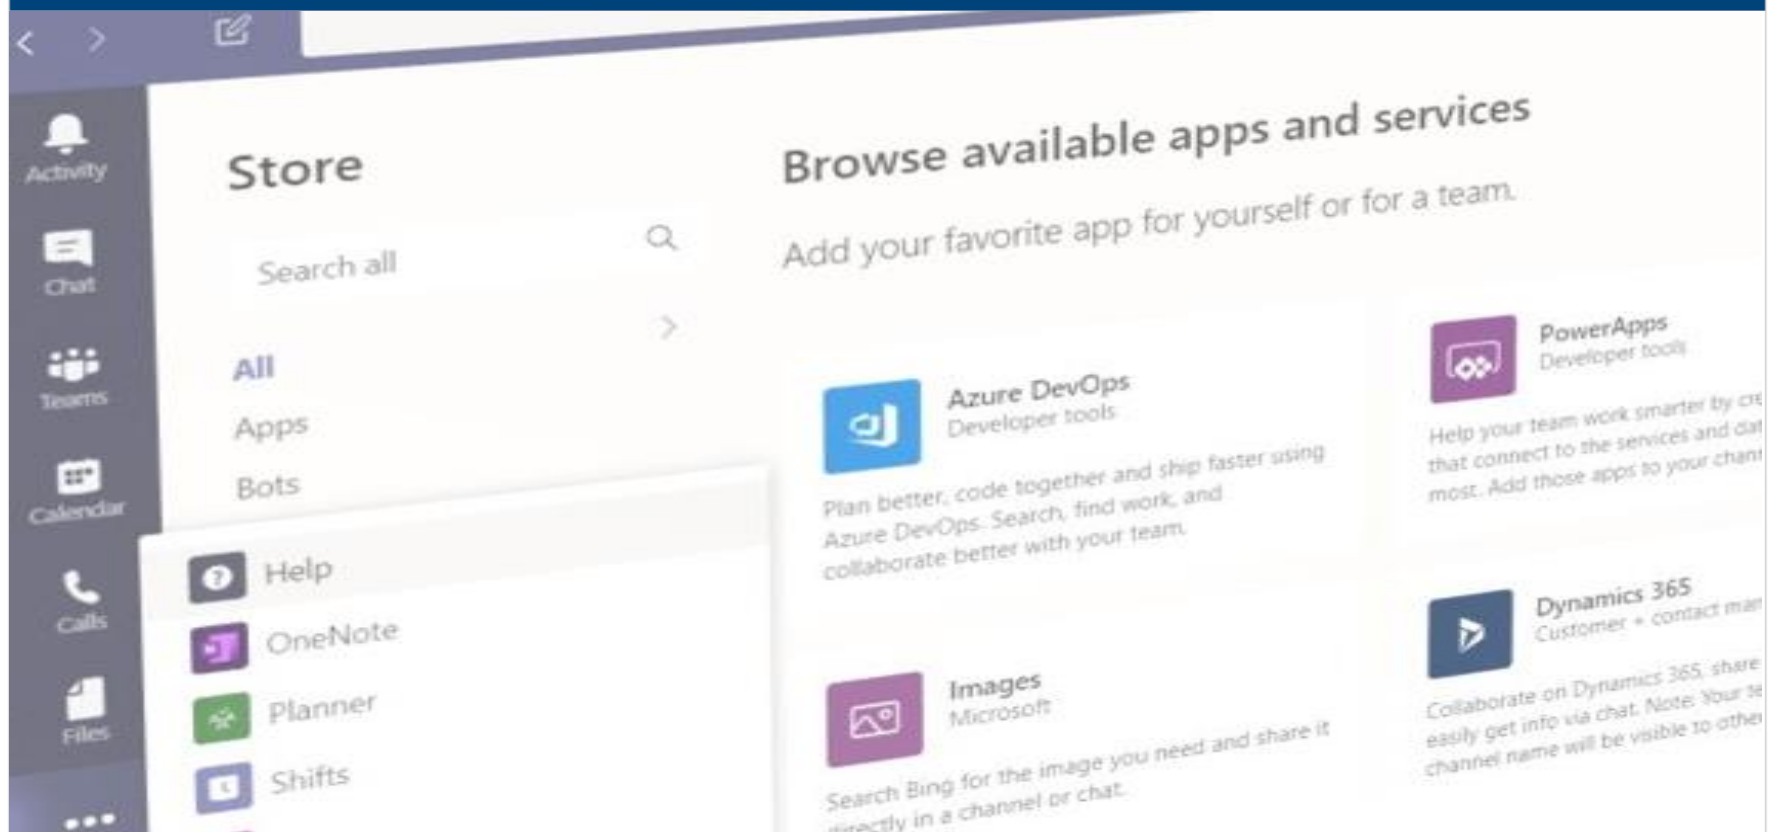 Activity
Chat
Teams
Calendar
Calls
Files
Store
Search all
All
Apps
Bots
Help
OneNote
Planner
Shifts
Browse available apps and services
Add your favorite app for yourself or for a team.
Azure DevOps
Developer tools
Plan better, code together and ship faster using
Azure DevOps. Search, find work, and
collaborate better with your team.
PowerApps
Developer tools
Help your team work smarter by
that connect to the services and
most. Add those apps to your
Images
Microsoft
Search Bing for the image you need and share it
directly in a channel or chat.
Dynamics 365
Customer + contact
Collaborate on Dynamics 365, share
easily get info via chat. Note: Your
channel name will be visible to